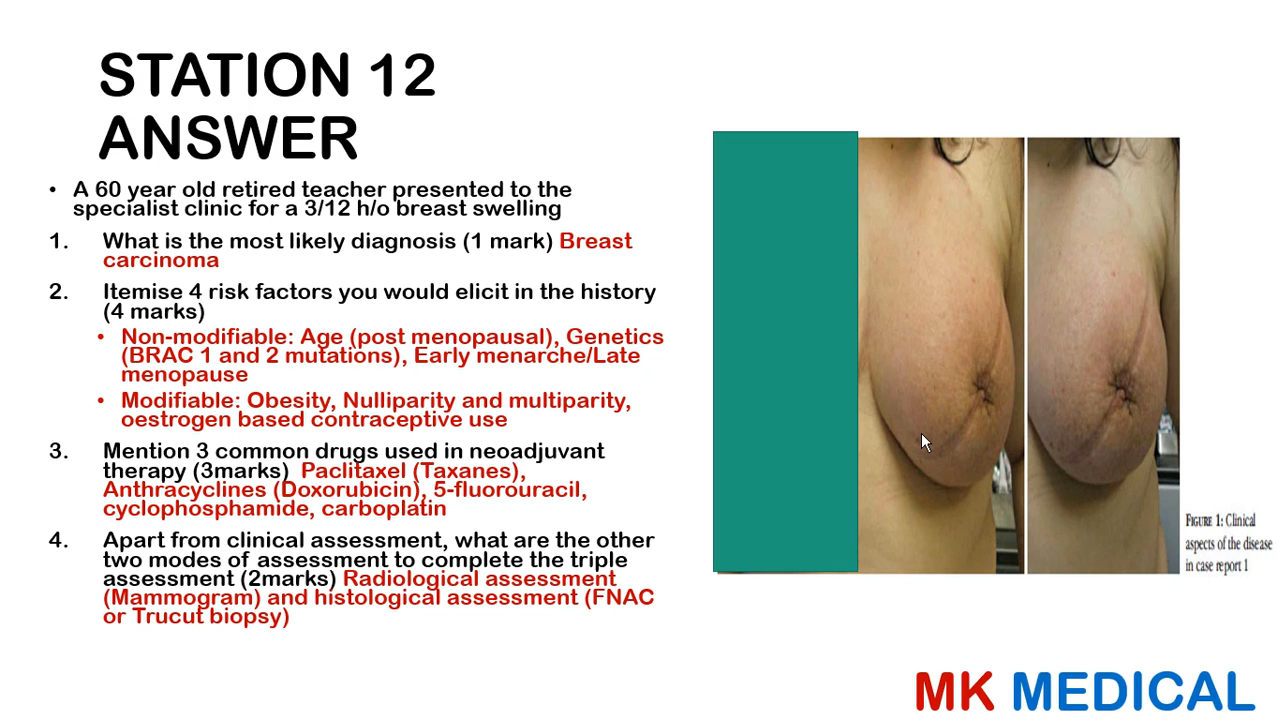 STATION 12
ANSWER
• A 60 year old retired teacher presented to the
specialist clinic for a 3/12 h/o breast swelling
1. What is the most likely diagnosis (1 mark) Breast
carcinoma
2. Itemise 4 risk factors you would elicit in the history
(4 marks)
• Non-modifiable: Age (post menopausal), Genetics
(BRAC 1 and 2 mutations), Early menarche/Late
menopause
• Modifiable: Obesity, Nulliparity and multiparity,
oestrogen based contraceptive use
3. Mention 3 common drugs used in neoadjuvant
therapy (3marks) Paclitaxel (Taxanes),
Anthracyclines (Doxorubicin), 5-fluorouracil,
cyclophosphamide, carboplatin
4. Apart from clinical assessment, what are the other
two modes of assessment to complete the triple
assessment (2marks) Radiological assessment
(Mammogram) and histological assessment (FNAC
or Trucut biopsy)
FIGURE 1: Clinical
aspects of the disease
in case report 1
MK MEDICAL